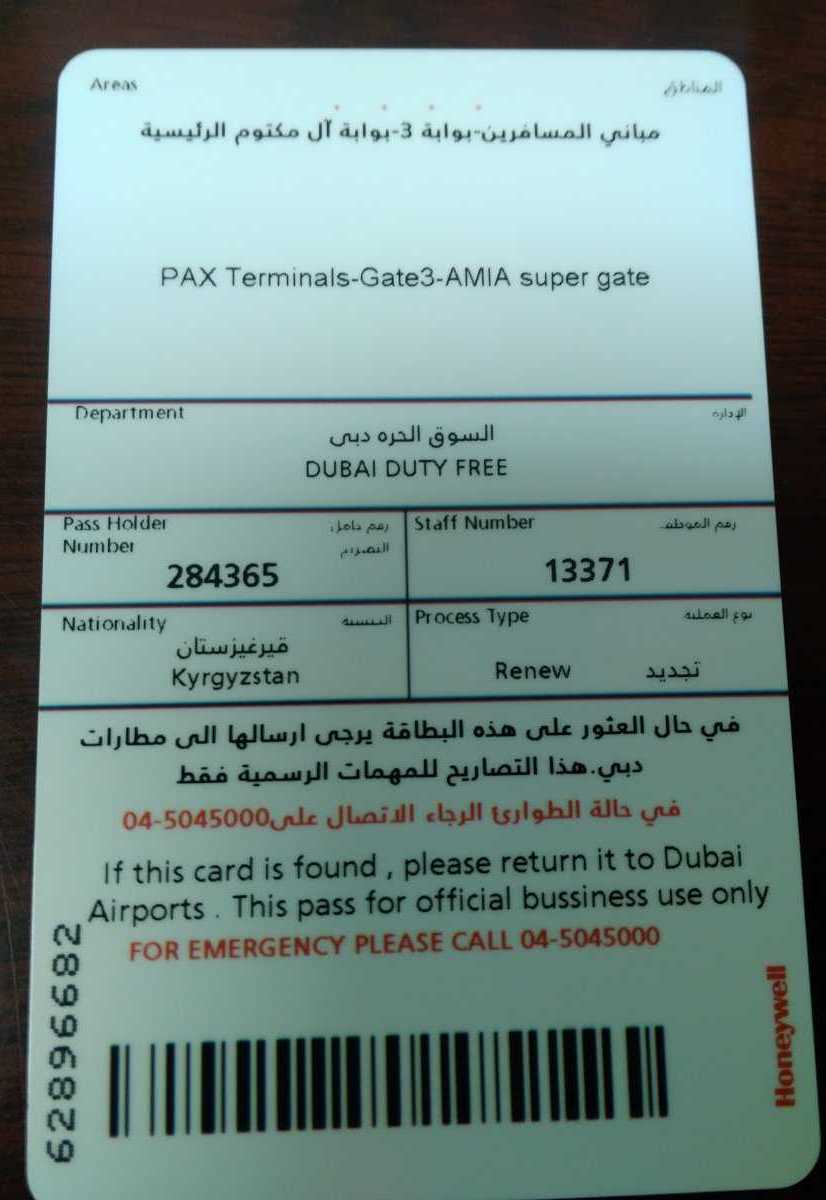 Areas المناطق
مباني المسافرين-بوابة 3-بوابة آل مكتوم الرئيسية
PAX Terminals-Gate3-AMIA super gate
Department الإدارة
السوق الحره دبى
DUBAI DUTY FREE
Pass Holder رقم حامل
Number التصريح
284365
Staff Number رقم الموظف
13371
Nationality الجنسية
قيرغيزستان
Kyrgyzstan
Process Type نوع العملية
Renew تجديد
في حال العثور على هذه البطاقة يرجى ارسالها الى مطارات
دبي.هذا التصاريح للمهمات الرسمية فقط
في حالة الطوارئ الرجاء الاتصال على04-5045000
If this card is found , please return it to Dubai
Airports . This pass for official bussiness use only
FOR EMERGENCY PLEASE CALL 04-5045000
62896682
Honeywell